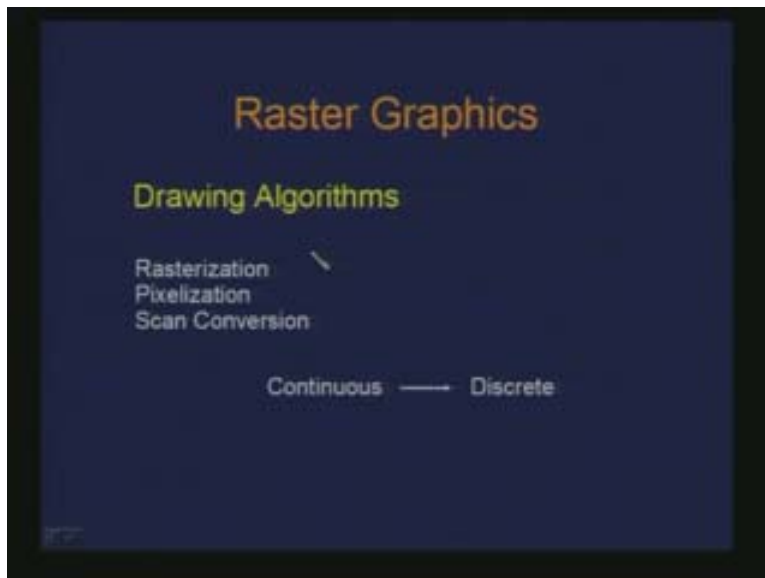 Raster Graphics
Drawing Algorithms
Rasterization
Pixelization
Scan Conversion
Continuous → Discrete